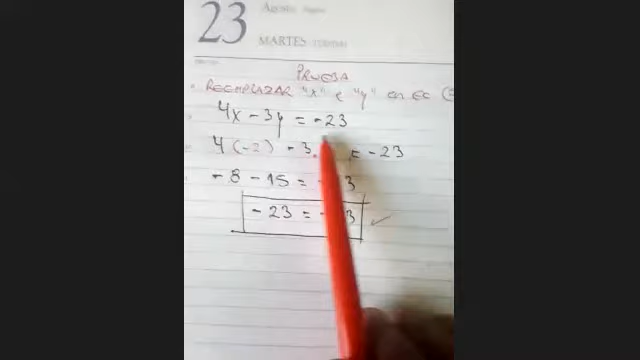 23
Agosto
MARTES
PRUEBA
REEMPLAZAR "x" e "y" en EC
4x - 3y = -23
4(-2) - 3. = -23
-8 - 15 = 3
-23 = - 3 ✓